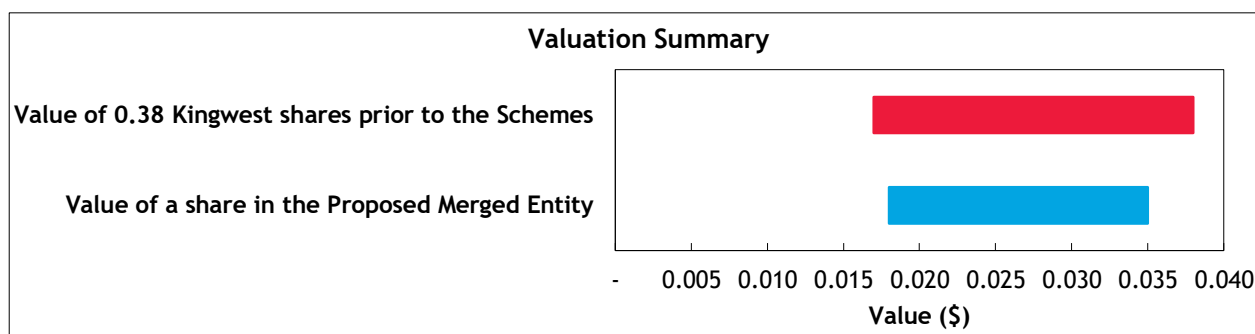 Valuation Summary
Value of 0.38 Kingwest shares prior to the Schemes
Value of a share in the Proposed Merged Entity
- 0.005 0.010 0.015 0.020 0.025 0.030 0.035 0.040
Value ($)